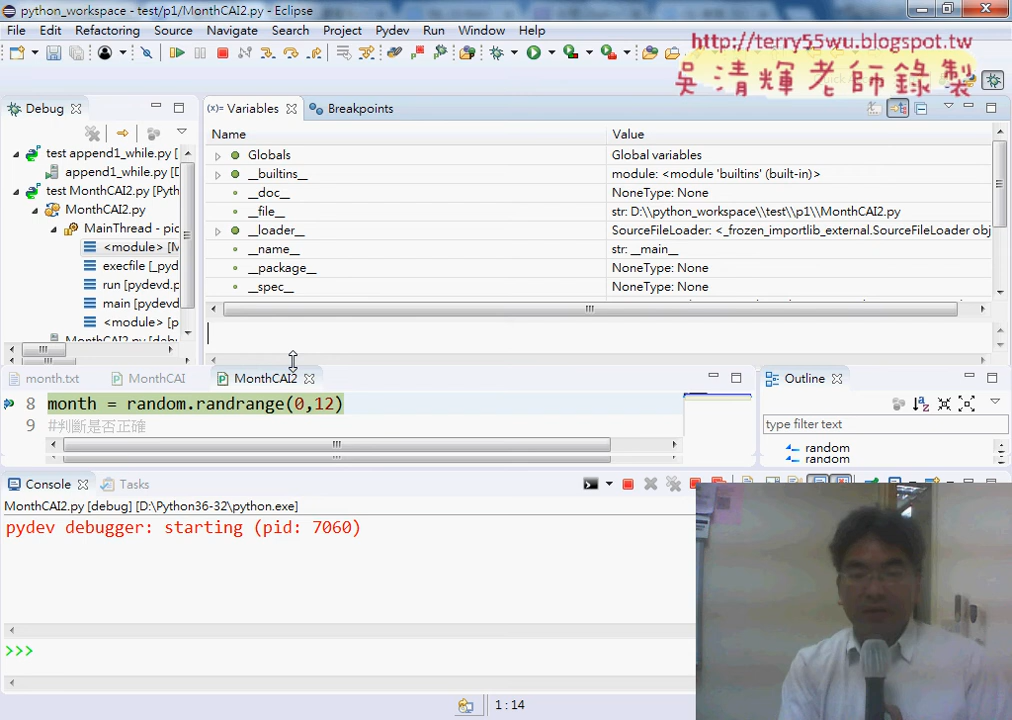 python_workspace - test/p1/MonthCAI2.py - Eclipse
File Edit Refactoring Source Navigate Search Project Pydev Run Window Help
http://terry55wu.blogspot.tw
吳清輝老師錄製
Debug
(x)= Variables
Breakpoints
test append1_while.py [
append1_while.py [D
test MonthCAI2.py [Pyth
MonthCAI2.py
MainThread - pic
<module> [M
execfile [_pyd
run [pydevd.p
main [pydevd
<module> [p
Name Value
Globals Global variables
__builtins__ module: <module 'builtins' (built-in)>
__doc__ NoneType: None
__file__ str: D:\\python_workspace\\test\\p1\\MonthCAI2.py
__loader__ SourceFileLoader: <_frozen_importlib_external.SourceFileLoader obj
__name__ str: __main__
__package__ NoneType: None
__spec__ NoneType: None
month.txt MonthCAI MonthCAI2
8 month = random.randrange(0,12)
9 #判斷是否正確
Outline
type filter text
random
random
Console Tasks
MonthCAI2.py [debug] [D:\Python36-32\python.exe]
pydev debugger: starting (pid: 7060)
>>>
1 : 14